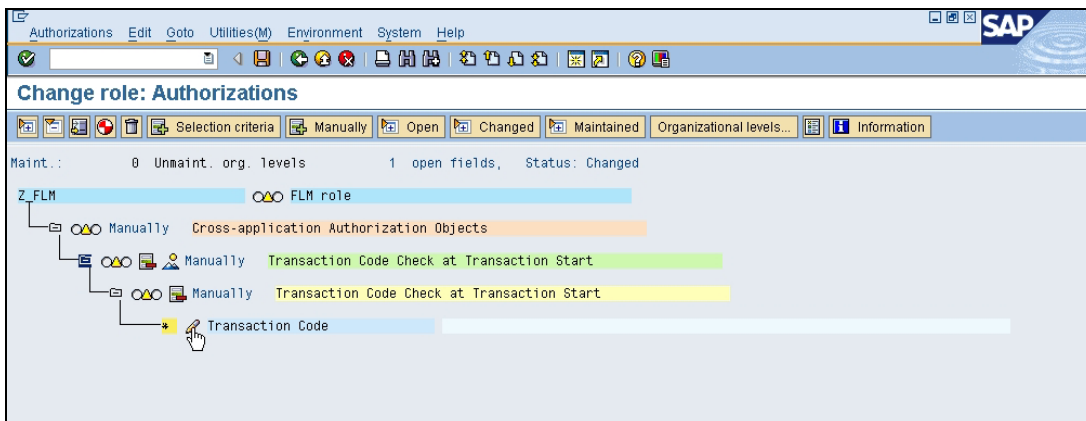 Authorizations Edit Goto Utilities(M) Environment System Help
SAP
Change role: Authorizations
Selection criteria Manually Open Changed Maintained Organizational levels... Information
Maint.: 0 Unmaint. org. levels 1 open fields, Status: Changed
Z_FLM FLM role
Manually Cross-application Authorization Objects
Manually Transaction Code Check at Transaction Start
Manually Transaction Code Check at Transaction Start
* Transaction Code